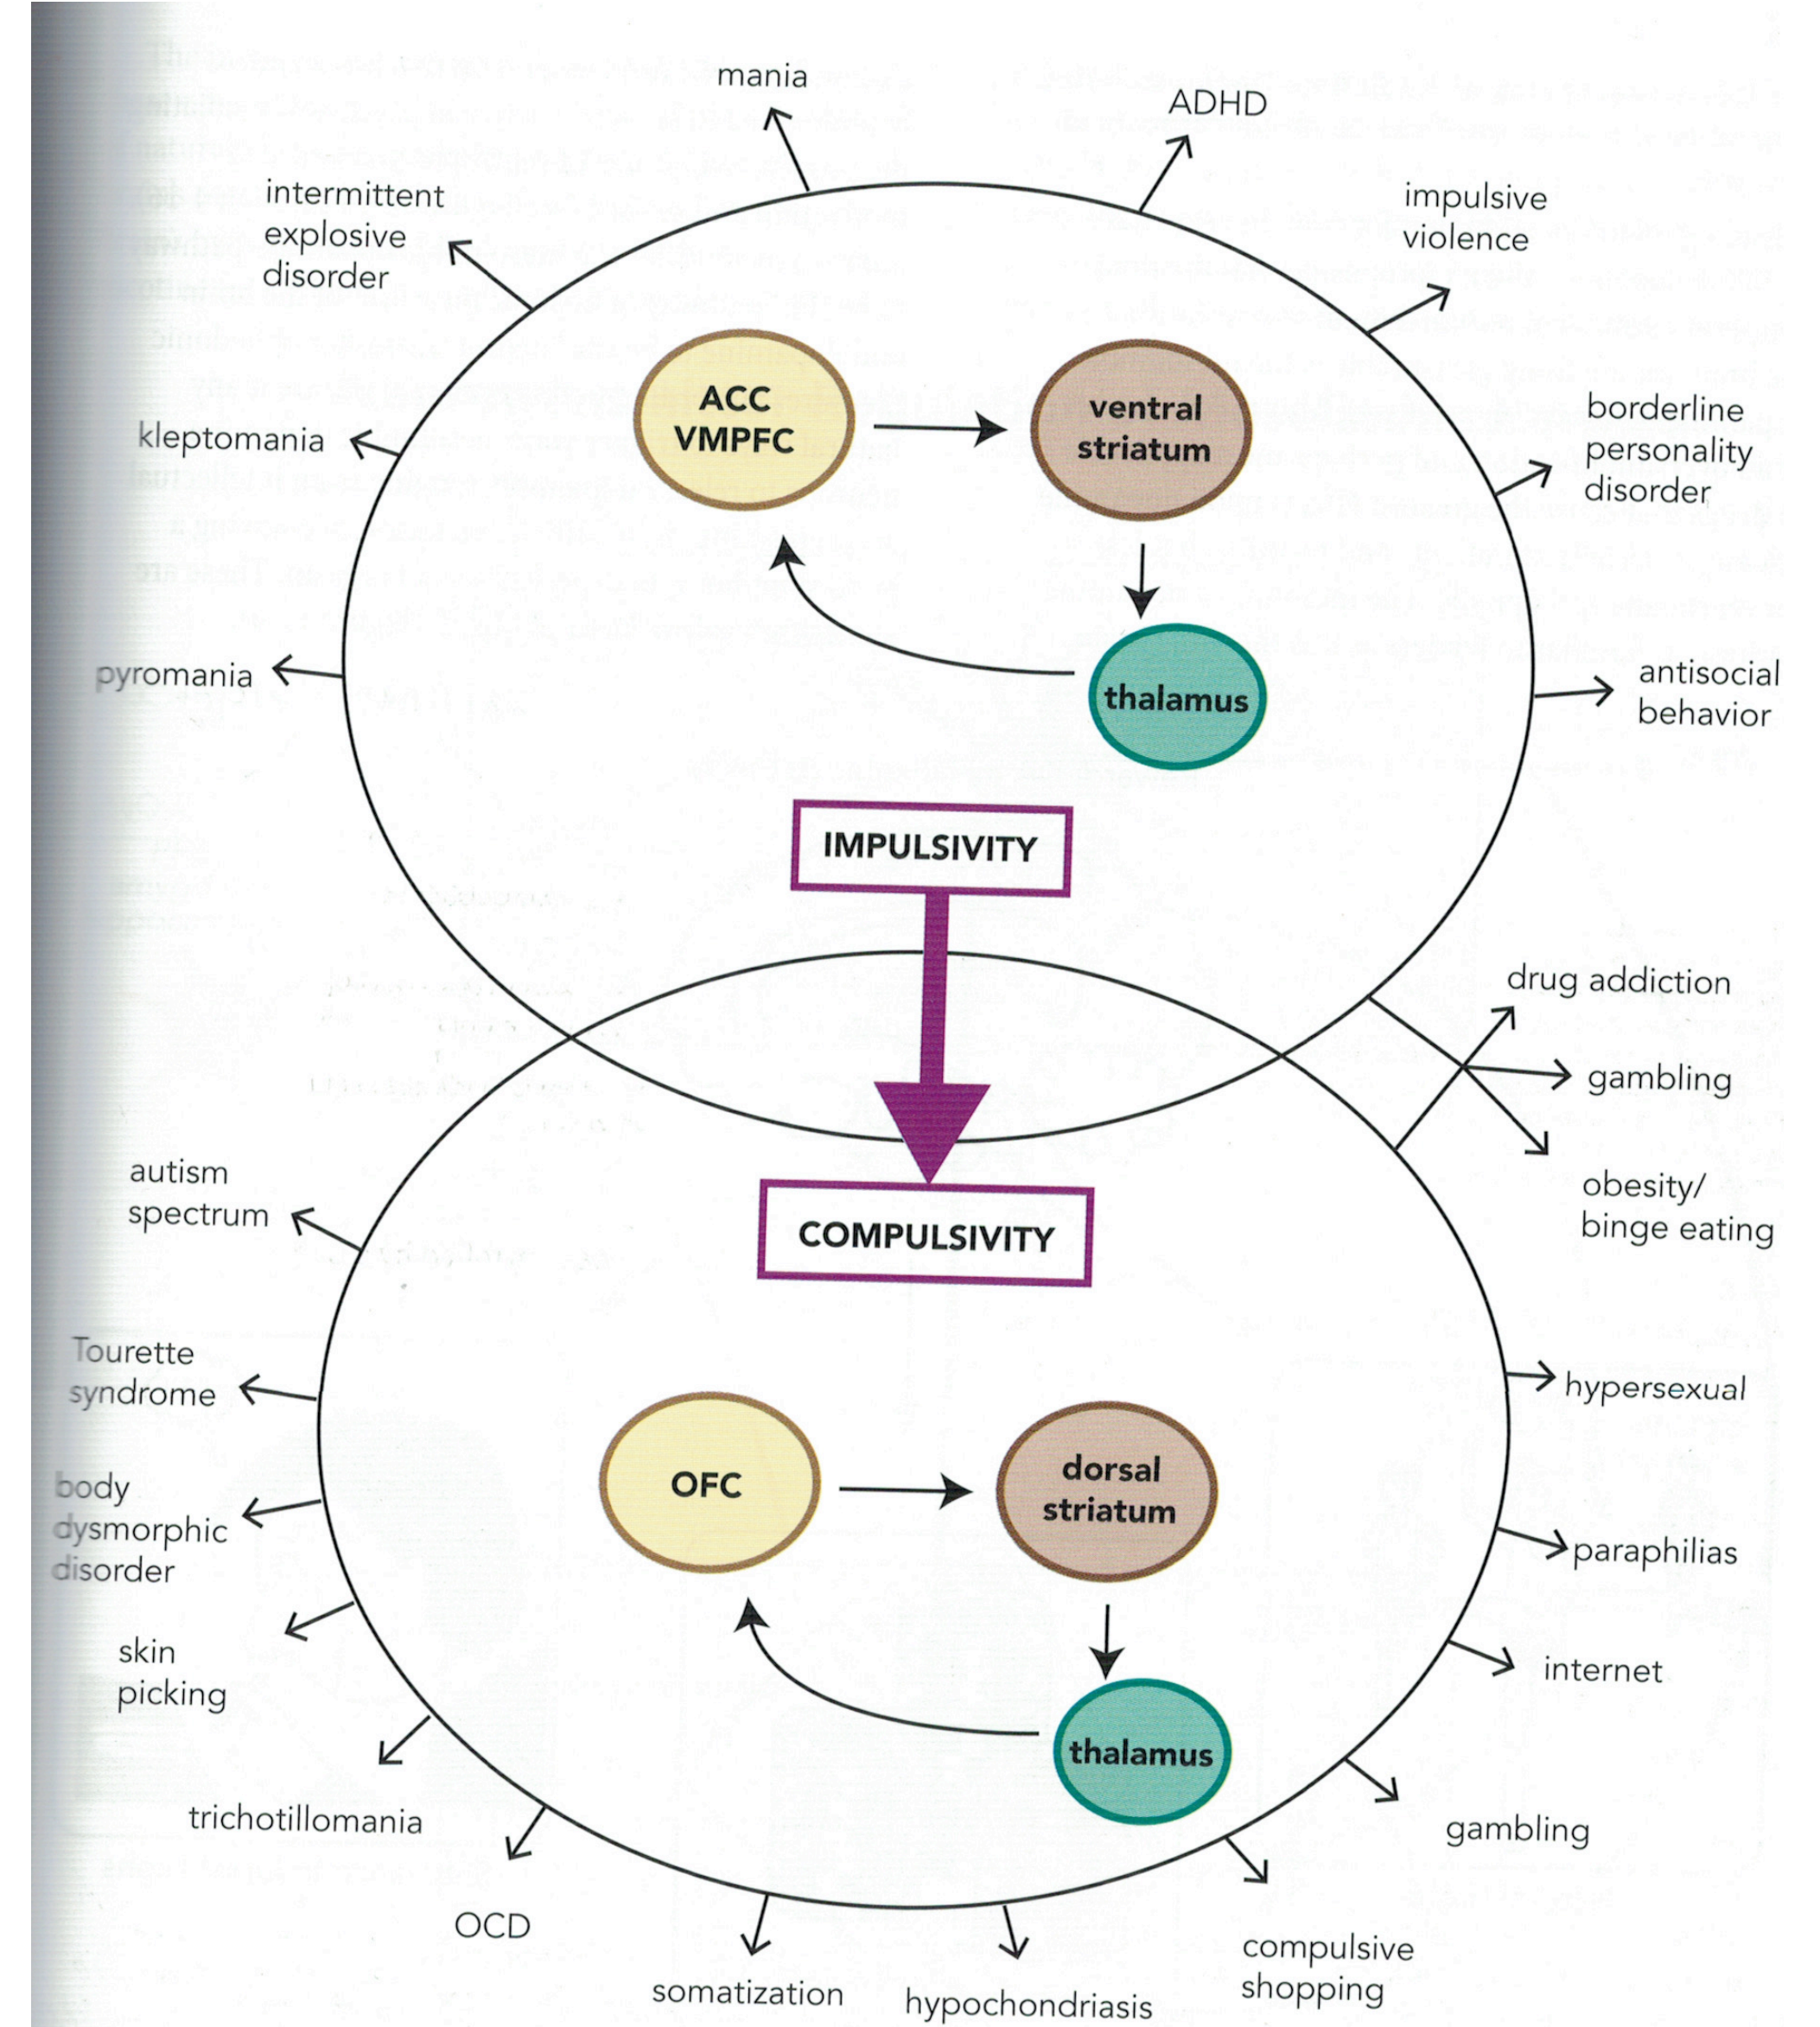 mania
ADHD
intermittent
explosive
disorder
impulsive
violence
kleptomania
ACC
VMPFC
ventral
striatum
borderline
personality
disorder
pyromania
thalamus
antisocial
behavior
IMPULSIVITY
drug addiction
gambling
obesity/
binge eating
autism
spectrum
COMPULSIVITY
Tourette
syndrome
hypersexual
body
dysmorphic
disorder
OFC
dorsal
striatum
paraphilias
skin
picking
internet
thalamus
trichotillomania
gambling
OCD
somatization
hypochondriasis
compulsive
shopping